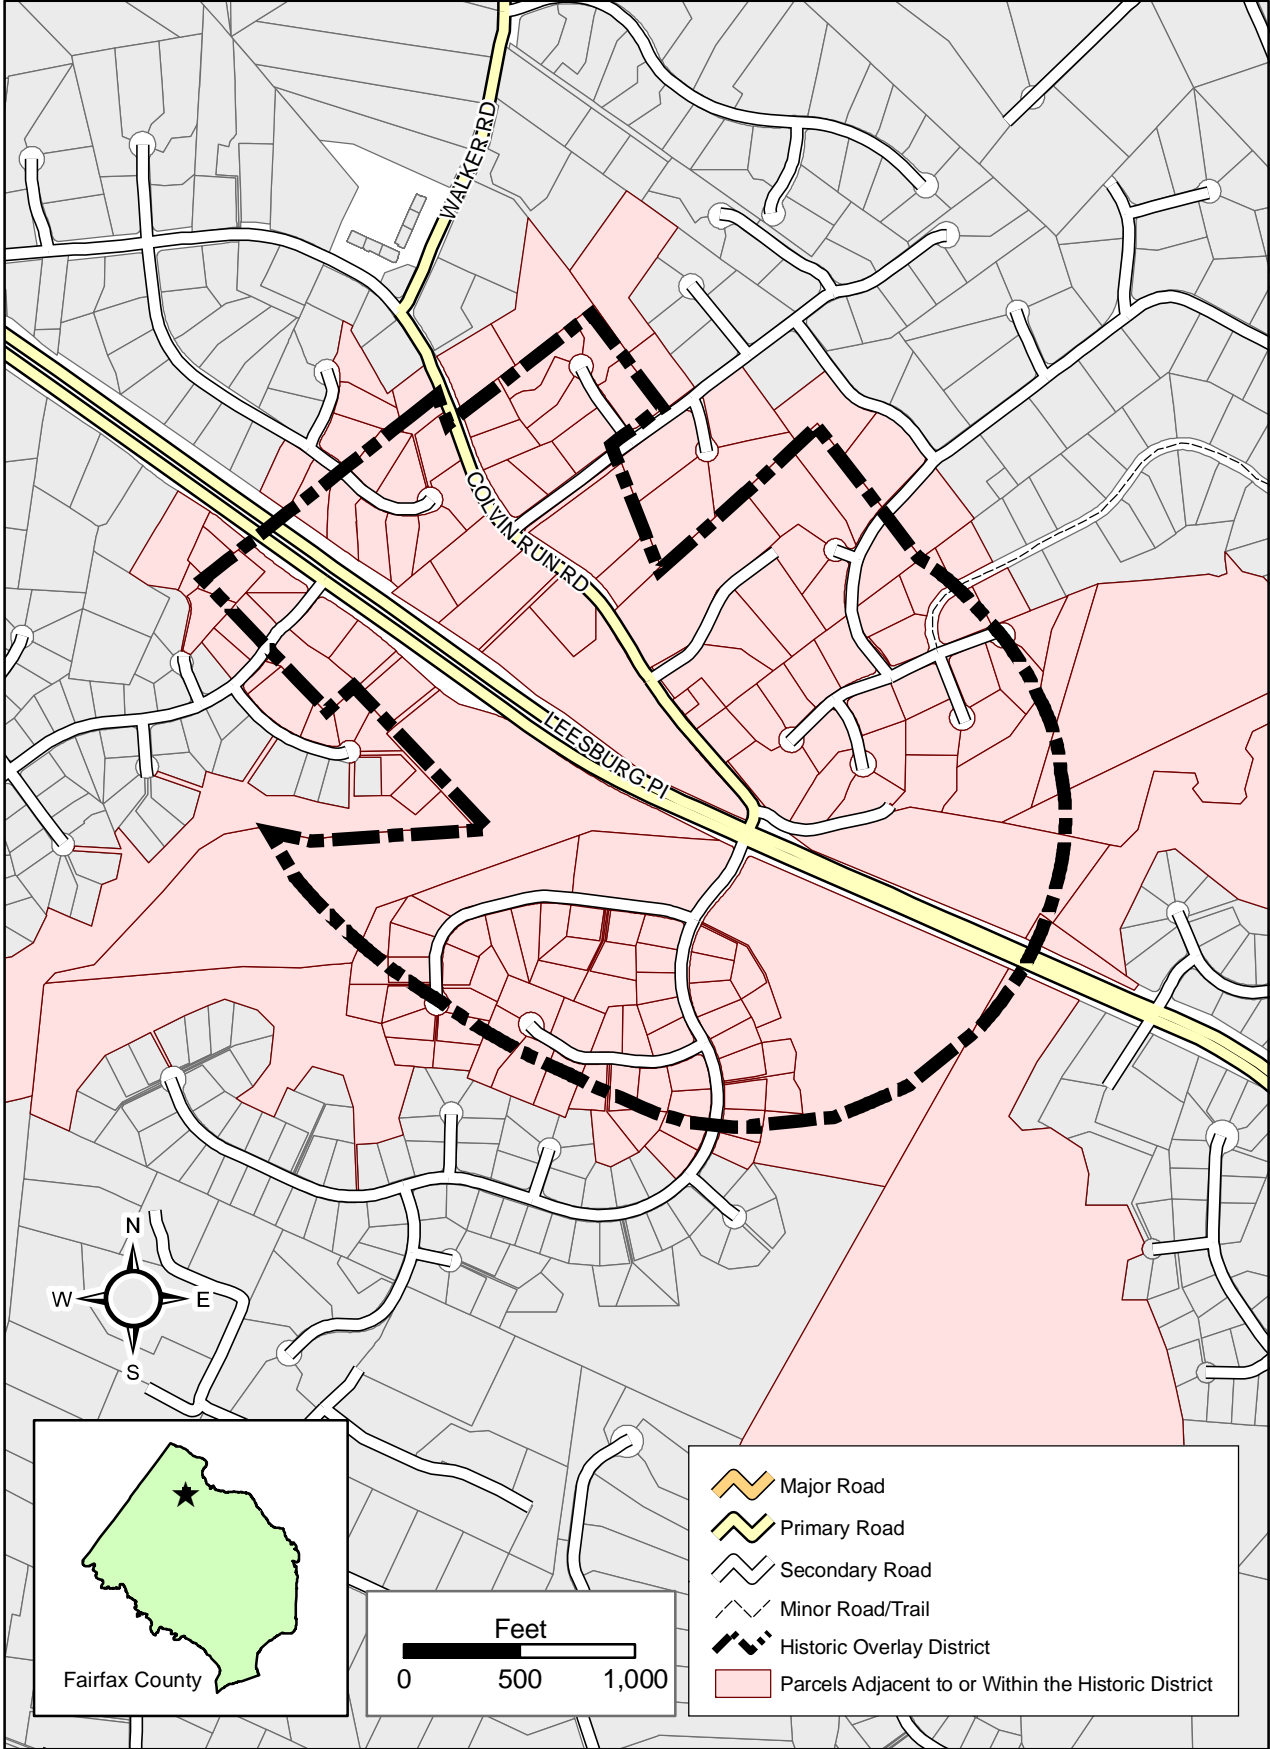 WALKER RD
COLVIN RUN RD
LEESBURG PI
N
W
E
S
Fairfax County
Feet
0 500 1,000
Major Road
Primary Road
Secondary Road
Minor Road/Trail
Historic Overlay District
Parcels Adjacent to or Within the Historic District